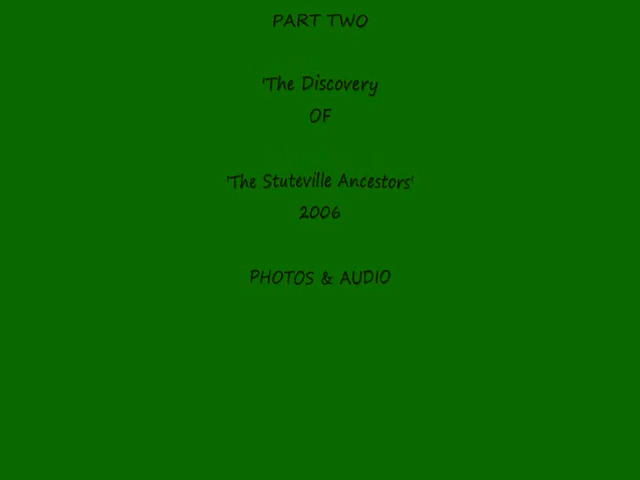 PART TWO
'The Discovery
OF
'The Stuteville Ancestors'
2006
PHOTOS & AUDIO